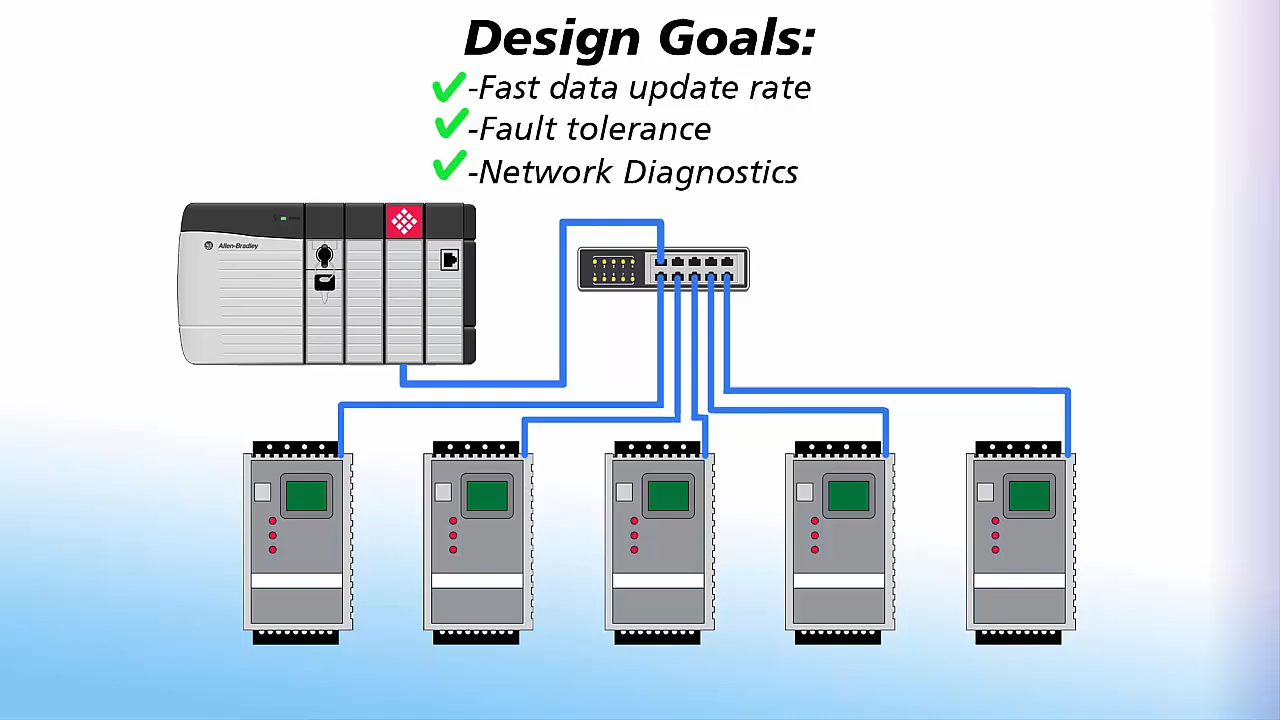 Design Goals:
-Fast data update rate
-Fault tolerance
-Network Diagnostics
Allen-Bradley